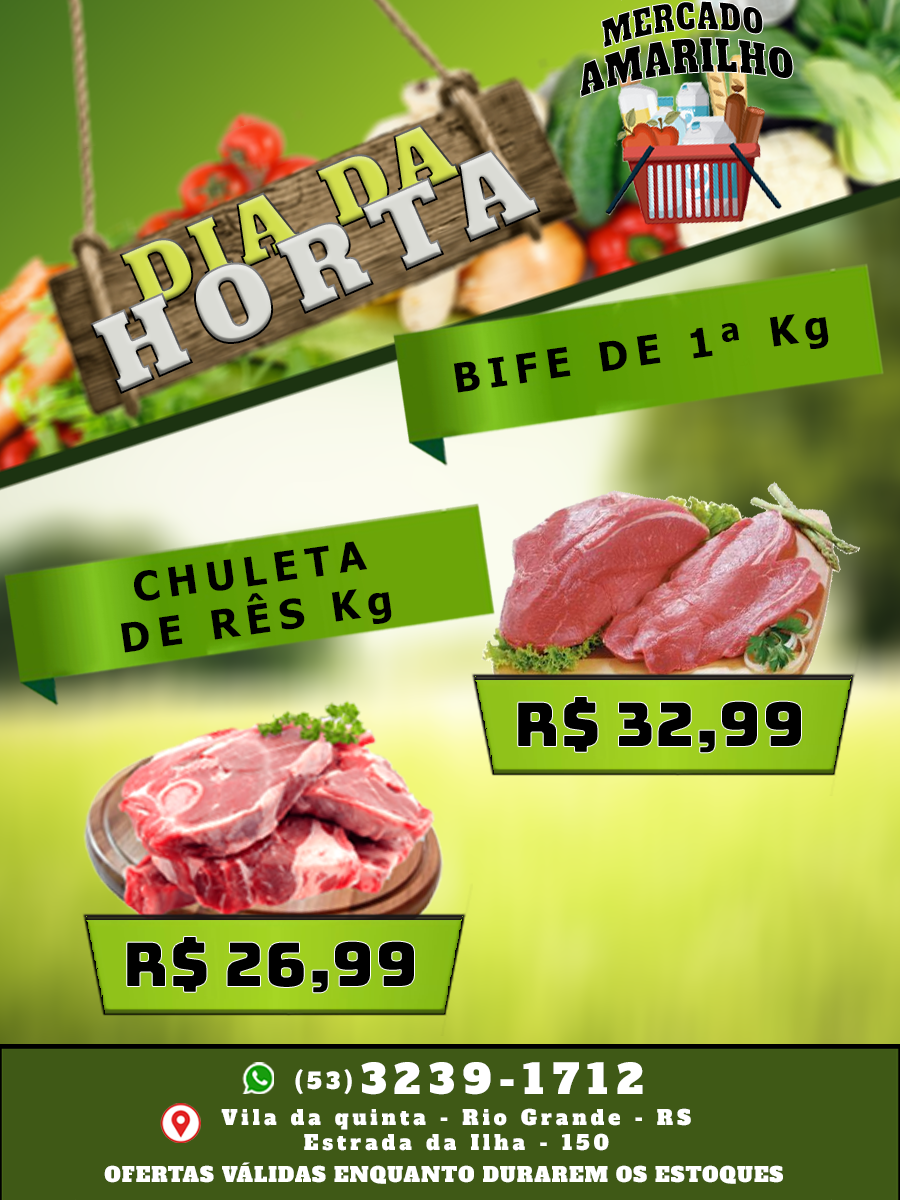 MERCADO
AMARILHO
DIA DA
HORTA
BIFE DE 1ª Kg
CHULETA
DE RÊS Kg
R$ 32,99
R$ 26,99
(53) 3239-1712
Vila da quinta - Rio Grande - RS
Estrada da Ilha - 150
OFERTAS VÁLIDAS ENQUANTO DURAREM OS ESTOQUES